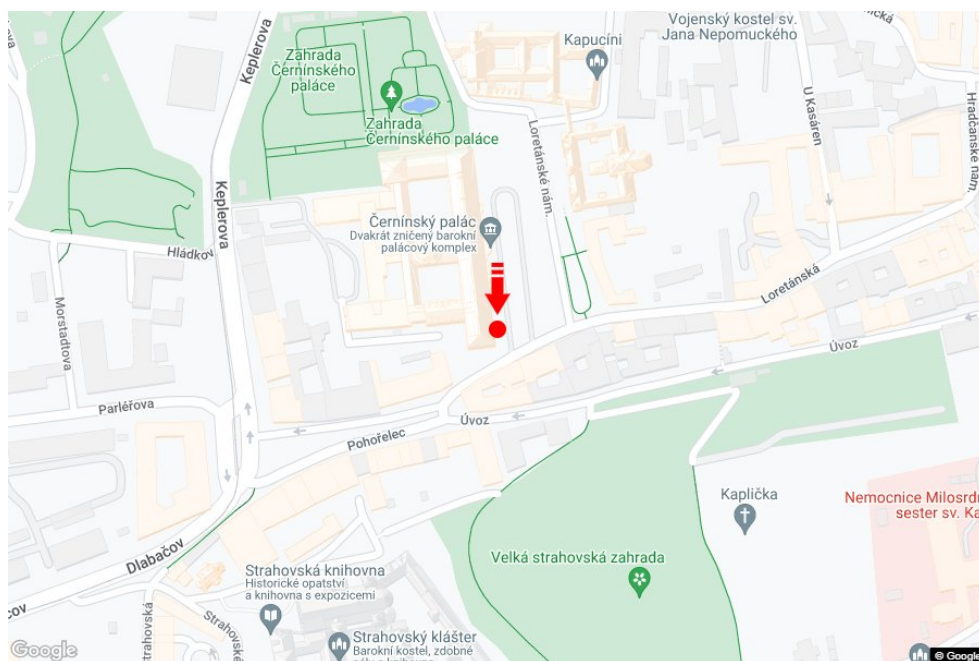 Vojenský kostel sv.
Jana Nepomuckého
Kapucíni
Keplerova
Zahrada
Černínského
paláce
Zahrada
Černínského paláce
U Kasáren
Hradčanské nám.
Loretánské nám.
Keplerova
Černínský palác
Dvakrát zničený barokní
palácový komplex
Hládkov
Loretánská
Morstadtova
Úvoz
Parléřova
Úvoz
Pohořelec
Kaplička
Nemocnice Milosrdn
sester sv. Ka
Dlabačov
Velká strahovská zahrada
Strahovská knihovna
Historické opatství
a knihovna s expozicemi
Strahovská
Strahovský klášter
Barokní kostel, zdobné
Google
© Google